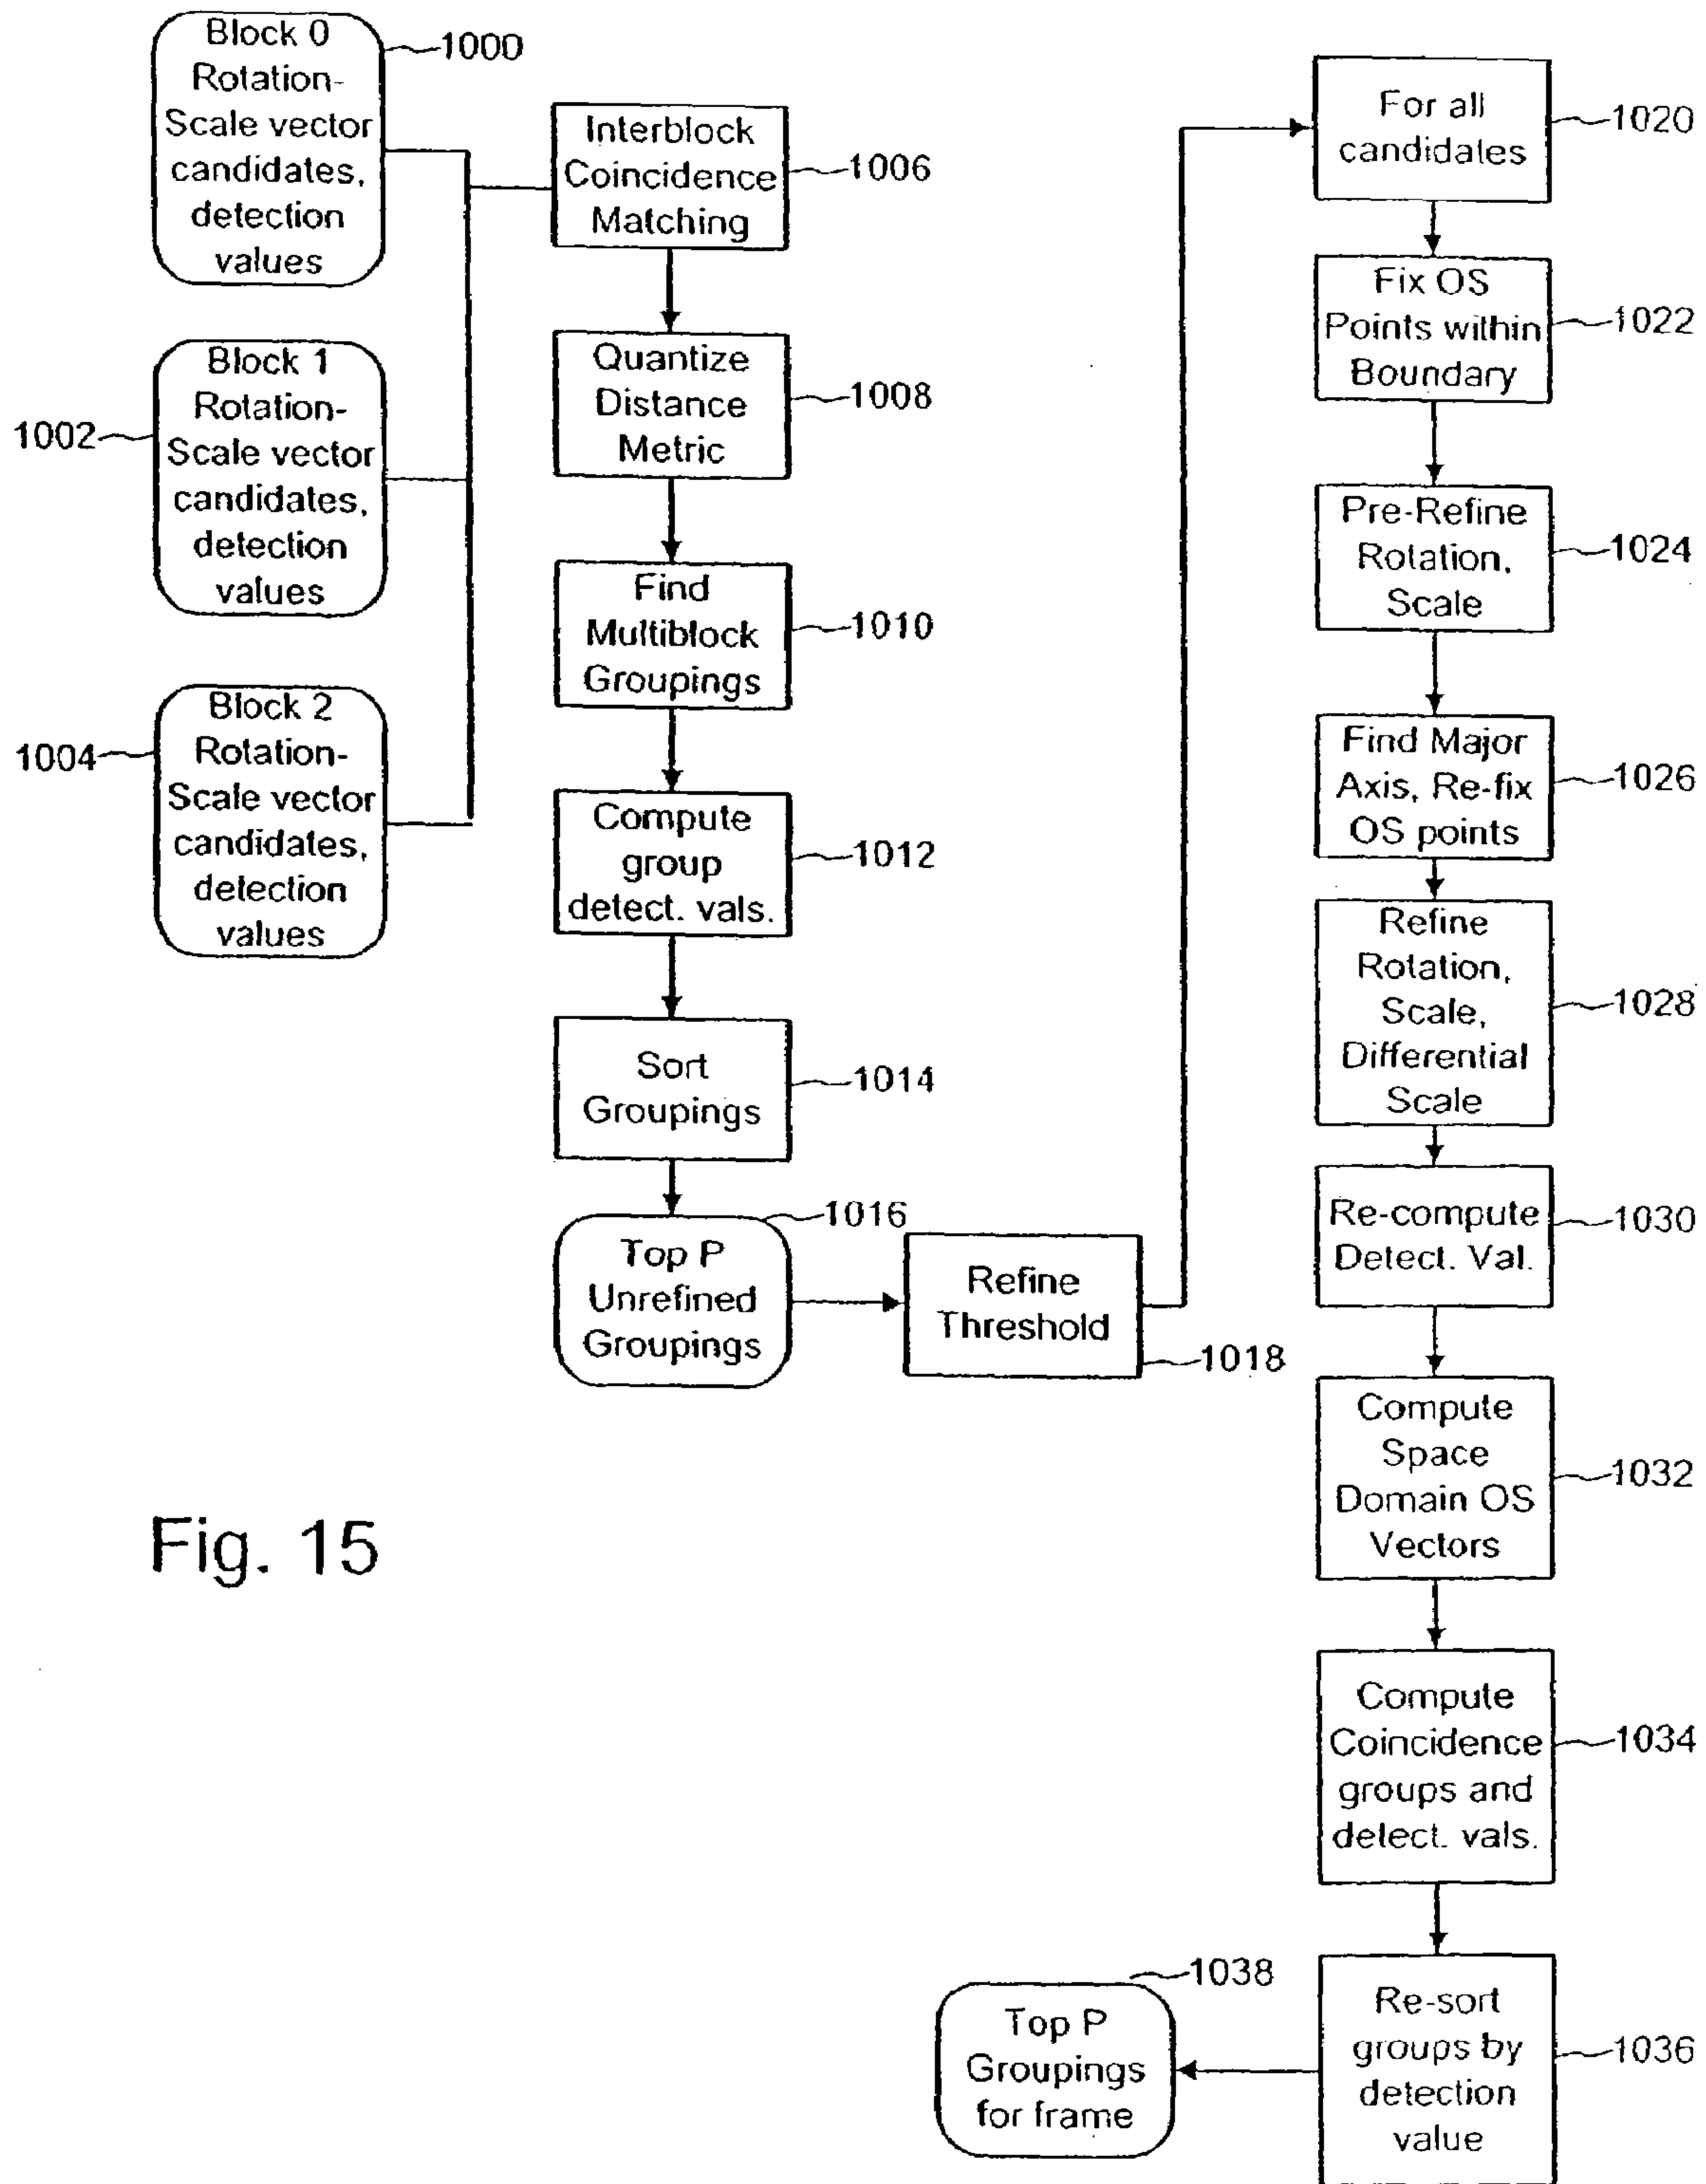 Block 0
Rotation-
Scale vector
candidates,
detection
values
1000
Block 1
Rotation-
Scale vector
candidates,
detection
values
1002
Block 2
Rotation-
Scale vector
candidates,
detection
values
1004
Interblock
Coincidence
Matching
1006
Quantize
Distance
Metric
1008
Find
Multiblock
Groupings
1010
Compute
group
detect. vals.
1012
Sort
Groupings
1014
Top P
Unrefined
Groupings
1016
Refine
Threshold
1018
For all
candidates
1020
Fix OS
Points within
Boundary
1022
Pre-Refine
Rotation,
Scale
1024
Find Major
Axis, Re-fix
OS points
1026
Refine
Rotation,
Scale,
Differential
Scale
1028
Re-compute
Detect. Val.
1030
Compute
Space
Domain OS
Vectors
1032
Compute
Coincidence
groups and
detect. vals.
1034
Re-sort
groups by
detection
value
1036
Top P
Groupings
for frame
1038
Fig. 15